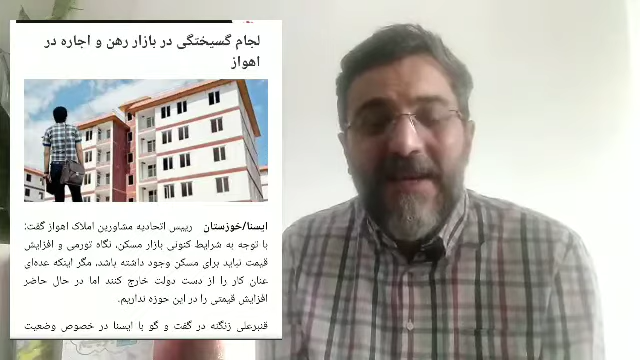 لجام گسیختگی در بازار رهن و اجاره در
اهواز
ایسنا/خوزستان رییس اتحادیه مشاورین املاک اهواز گفت:
با توجه به شرایط کنونی بازار مسکن، نگاه تورمی و افزایش
قیمت نباید برای مسکن وجود داشته باشد، مگر اینکه عده‌ای
عنان کار را از دست دولت خارج کنند اما در حال حاضر
افزایش قیمتی را در این حوزه نداریم.
قنبرعلی زنگنه در گفت و گو با ایسنا در خصوص وضعیت